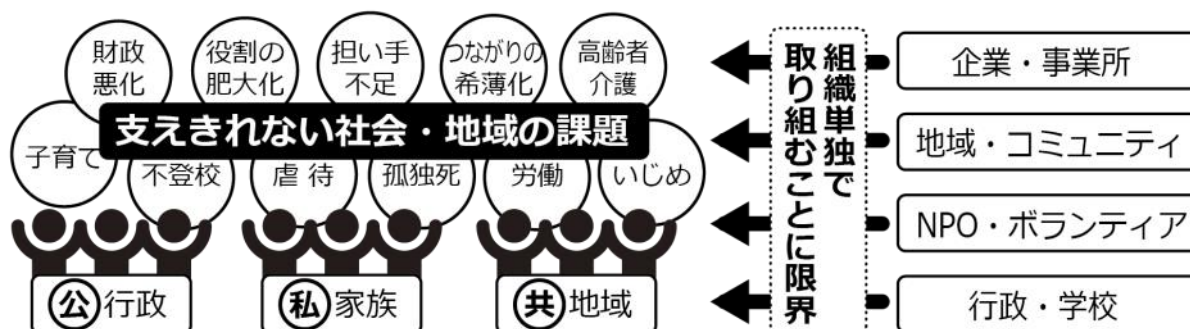 財政
悪化
役割の
肥大化
担い手
不足
つながりの
希薄化
高齢者
介護
支えきれない社会・地域の課題
子育て
不登校
虐待
孤独死
労働
いじめ
公行政
私家族
共地域
組織単独で
取り組むことに限界
企業・事業所
地域・コミュニティ
NPO・ボランティア
行政・学校